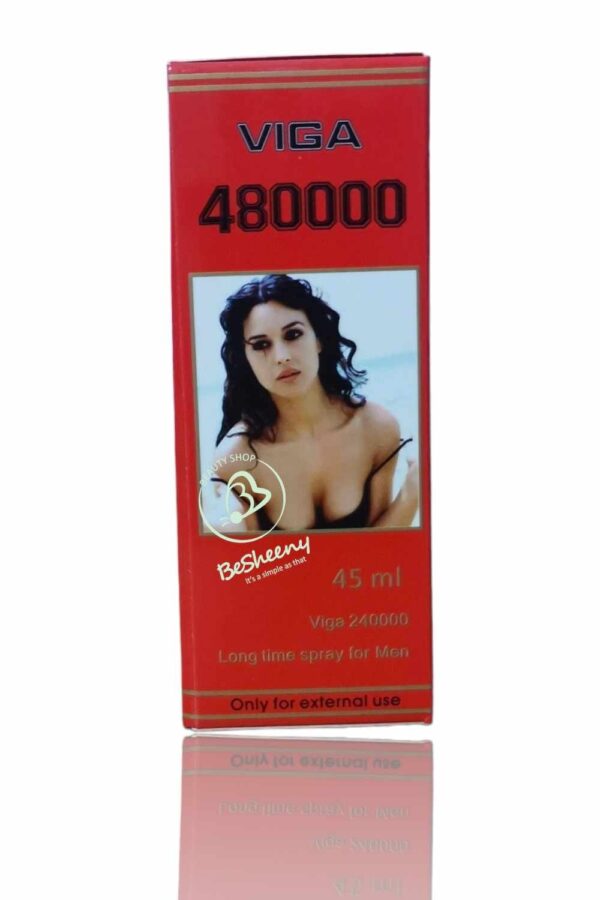 VIGA
480000
BEAUTY SHOP
BeSheeny
It's a simple as that
45 ml
Viga 240000
Long time spray for Men
Only for external use